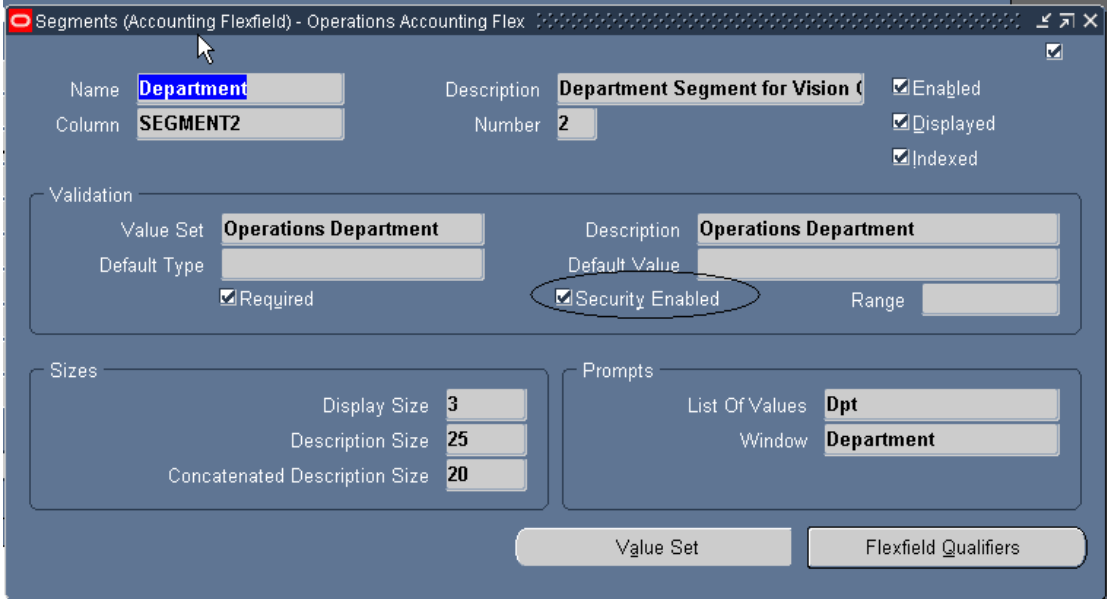 Segments (Accounting Flexfield) - Operations Accounting Flex
Name Department Description Department Segment for Vision Enabled
Column SEGMENT2 Number 2 Displayed
Indexed
Validation
Value Set Operations Department Description Operations Department
Default Type Default Value
Required Security Enabled Range
Sizes Prompts
Display Size 3 List Of Values Dpt
Description Size 25 Window Department
Concatenated Description Size 20
Value Set Flexfield Qualifiers